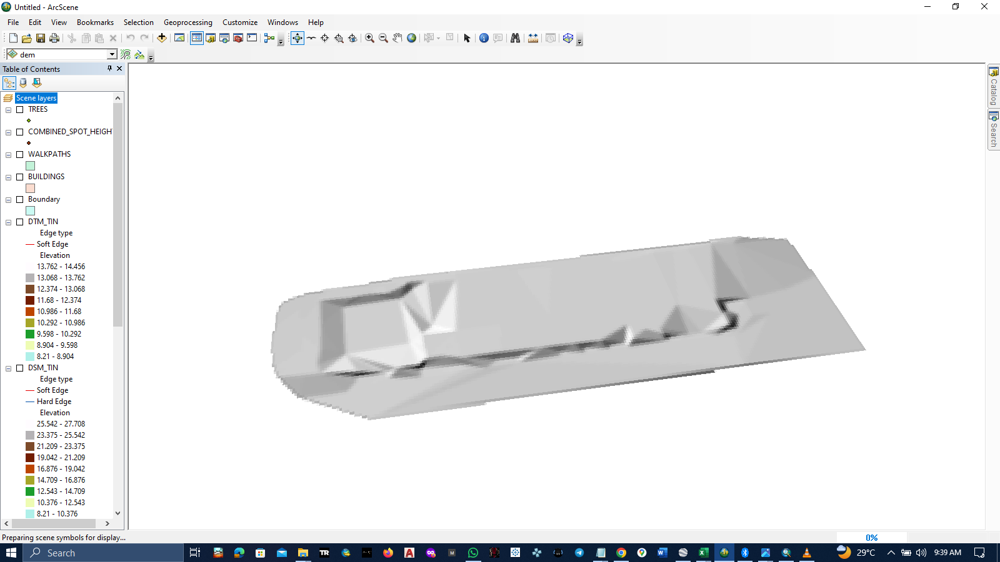 Untitled - ArcScene
File Edit View Bookmarks Selection Geoprocessing Customize Windows Help
dem
Table of Contents
Scene layers
TREES
COMBINED_SPOT_HEIGH
WALKPATHS
BUILDINGS
Boundary
DTM_TIN
Edge type
Soft Edge
Elevation
13.762 - 14.456
13.068 - 13.762
12.374 - 13.068
11.68 - 12.374
10.986 - 11.68
10.292 - 10.986
9.598 - 10.292
8.904 - 9.598
8.21 - 8.904
DSM_TIN
Edge type
Soft Edge
Hard Edge
Elevation
25.542 - 27.708
23.375 - 25.542
21.209 - 23.375
19.042 - 21.209
16.876 - 19.042
14.709 - 16.876
12.543 - 14.709
10.376 - 12.543
8.21 - 10.376
Catalog
Search
Preparing scene symbols for display...
0%
Search
TR
29°C
9:39 AM